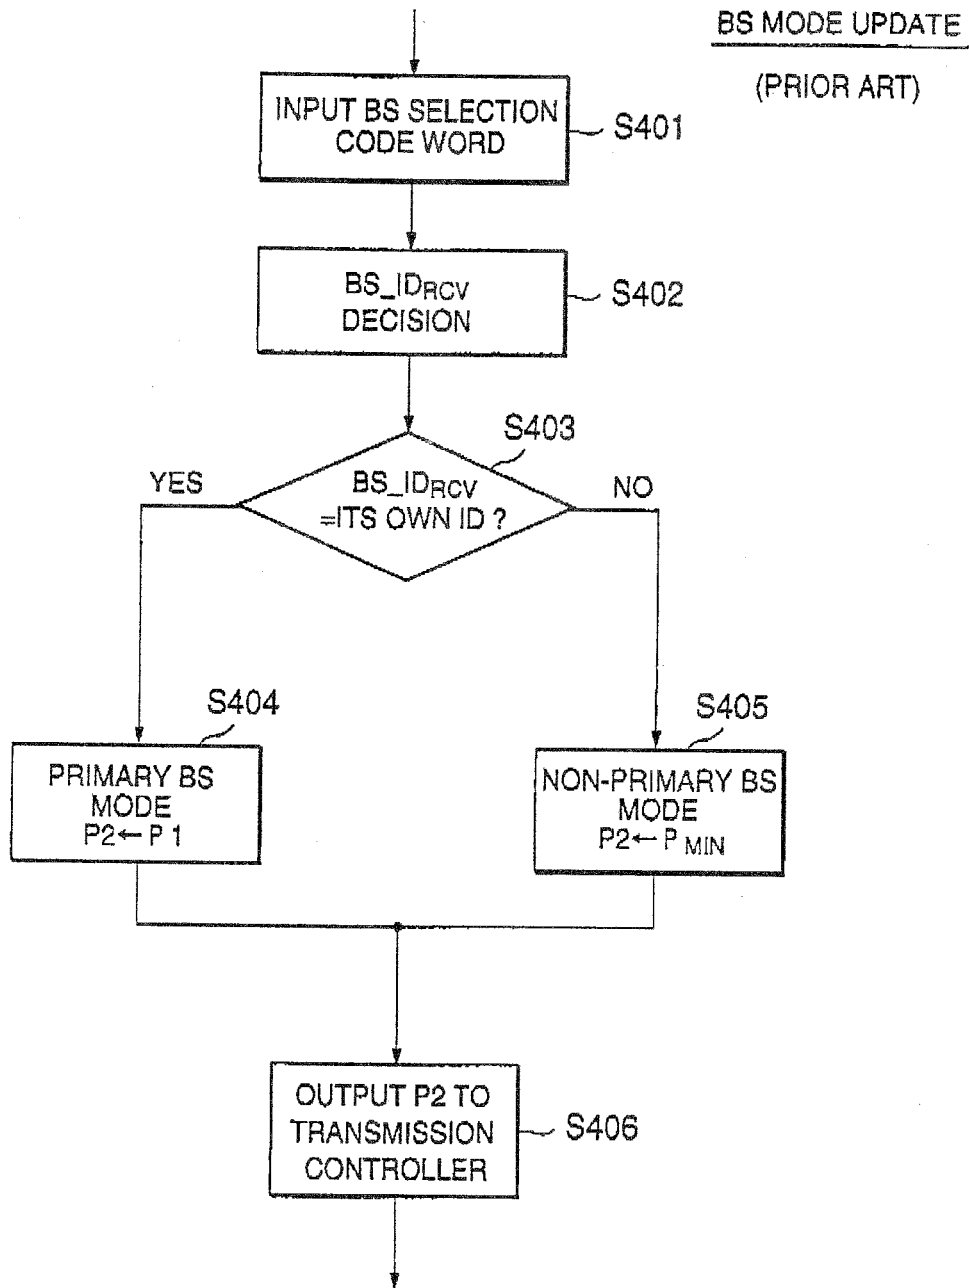 BS MODE UPDATE
(PRIOR ART)
INPUT BS SELECTION
CODE WORD
S401
BS_IDRCV
DECISION
S402
S403
YES
BS_IDRCV
=ITS OWN ID ?
NO
S404
PRIMARY BS
MODE
P2←P 1
S405
NON-PRIMARY BS
MODE
P2←P MIN
OUTPUT P2 TO
TRANSMISSION
CONTROLLER
S406